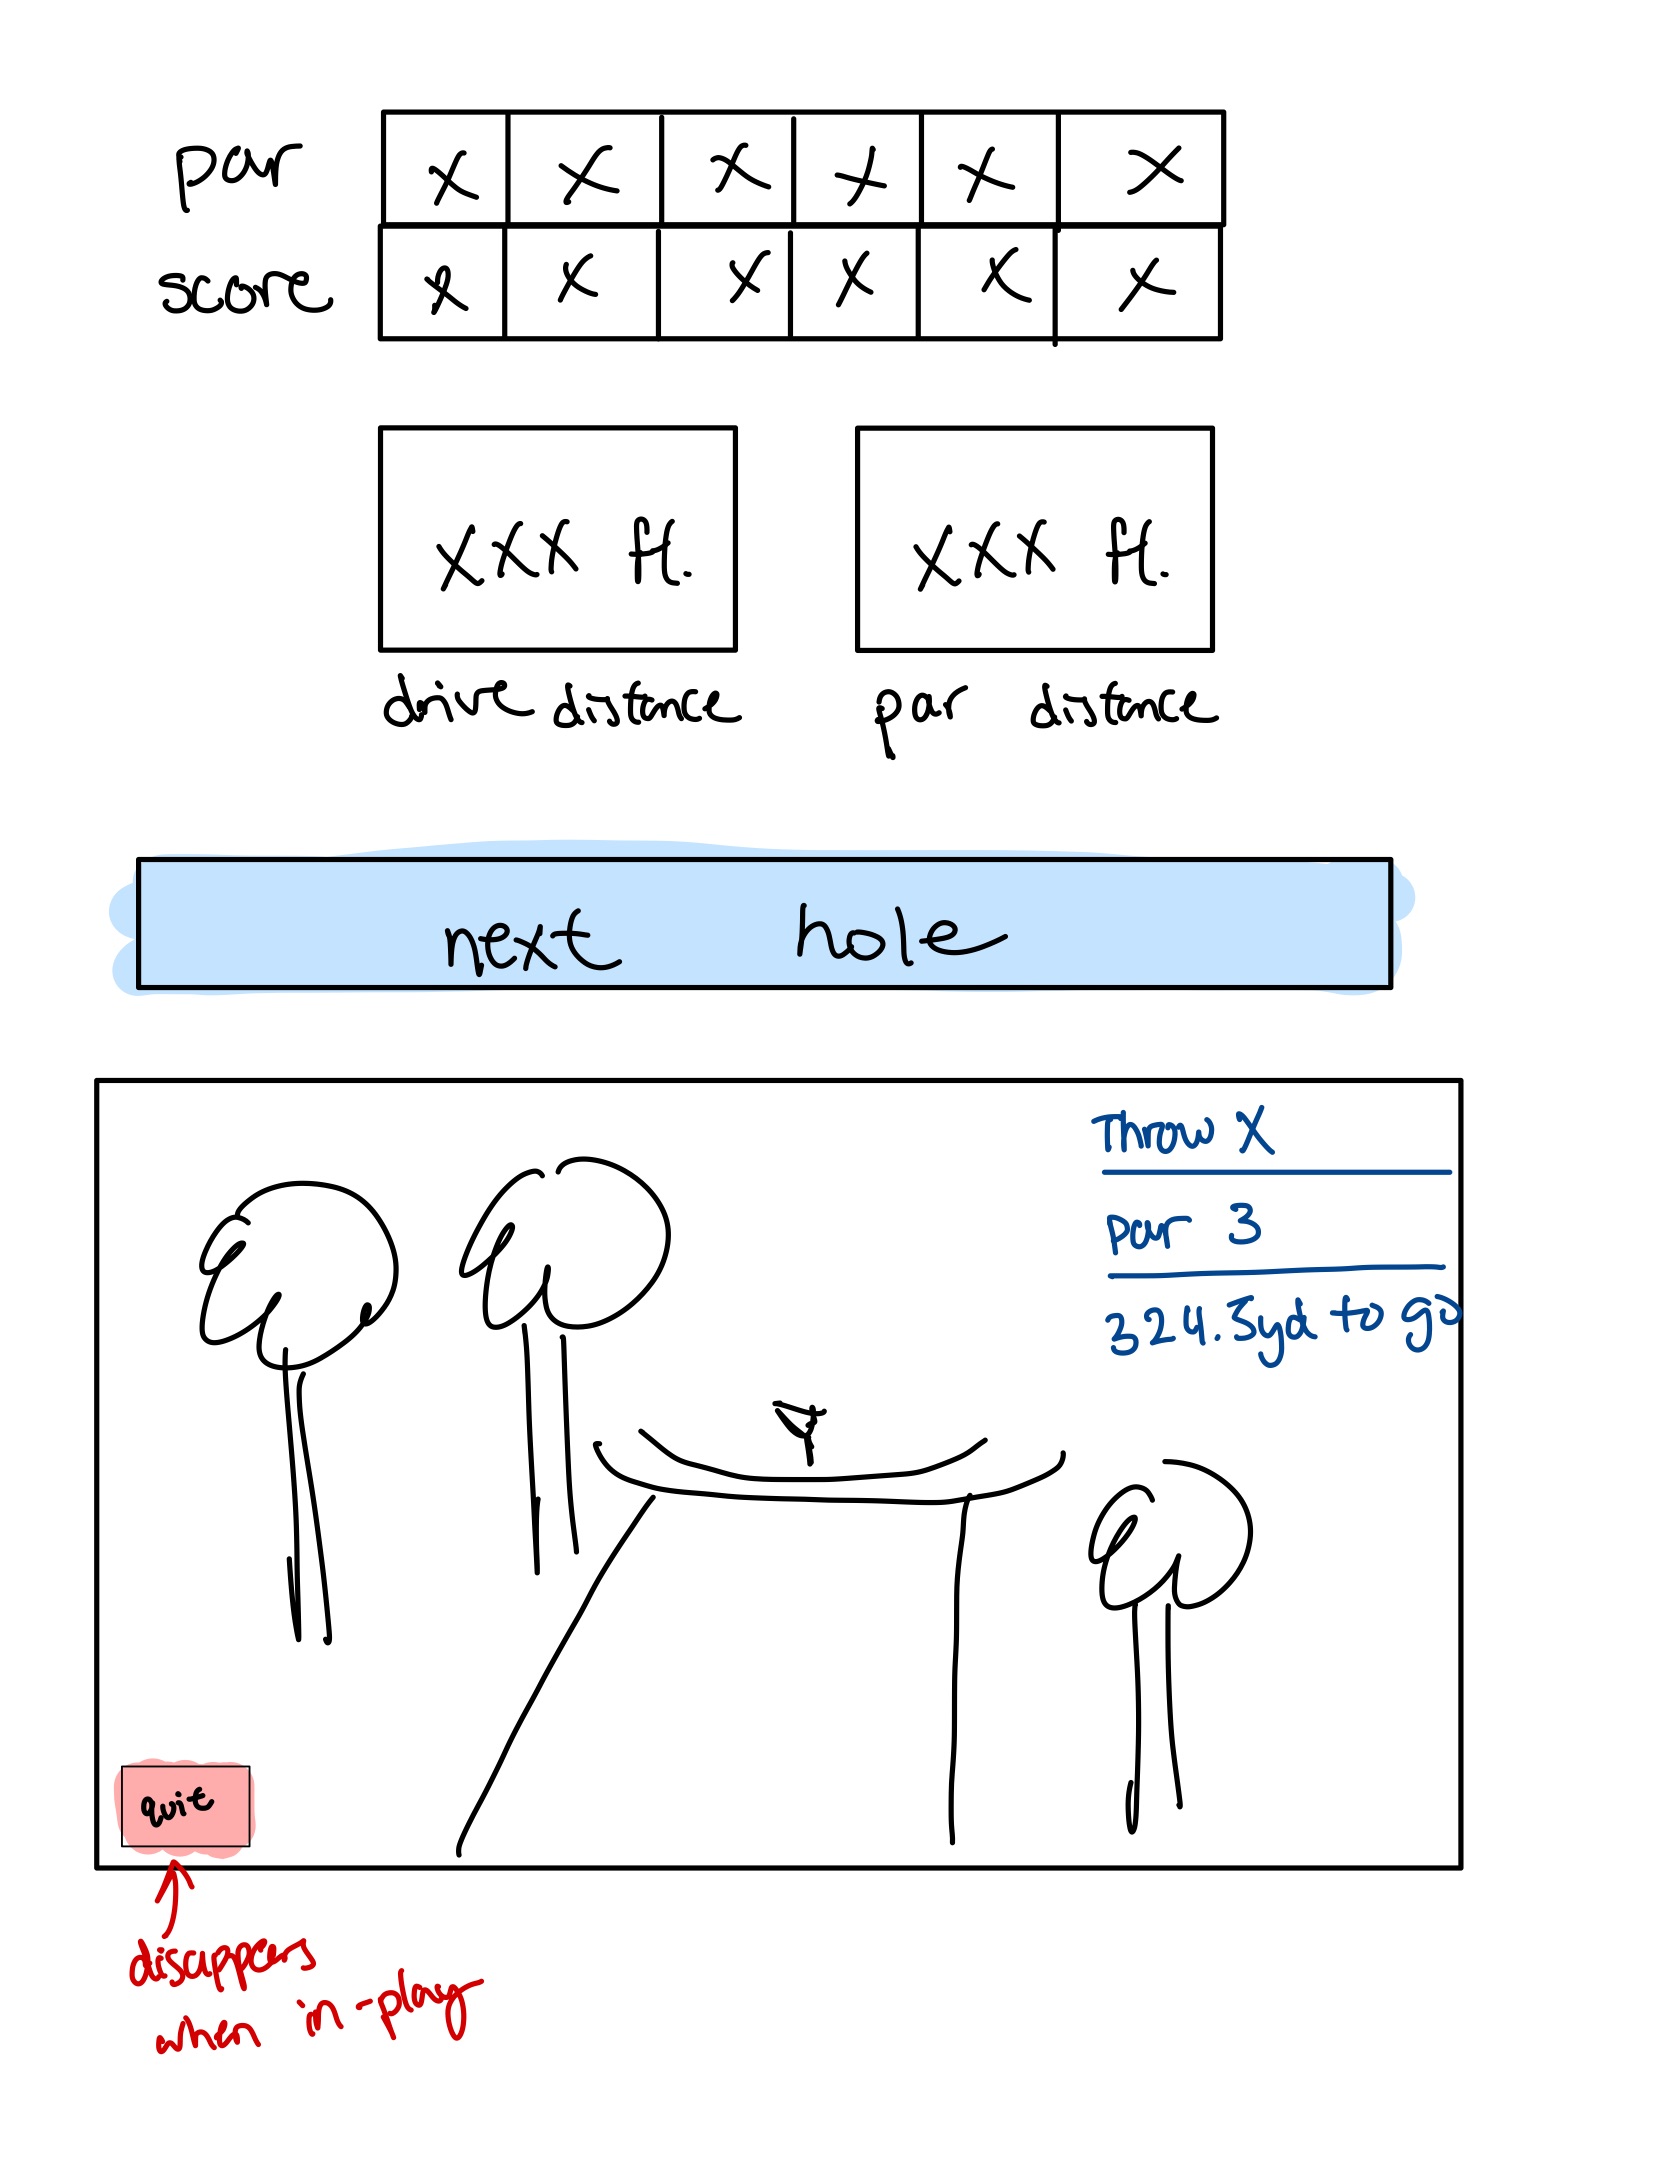 par X X X X X X
score X X X X X X
XXX ft. XXX ft.
drive distance par distance
next hole
Throw X
par 3
324.3yd to go
quit
disappers
when in-play